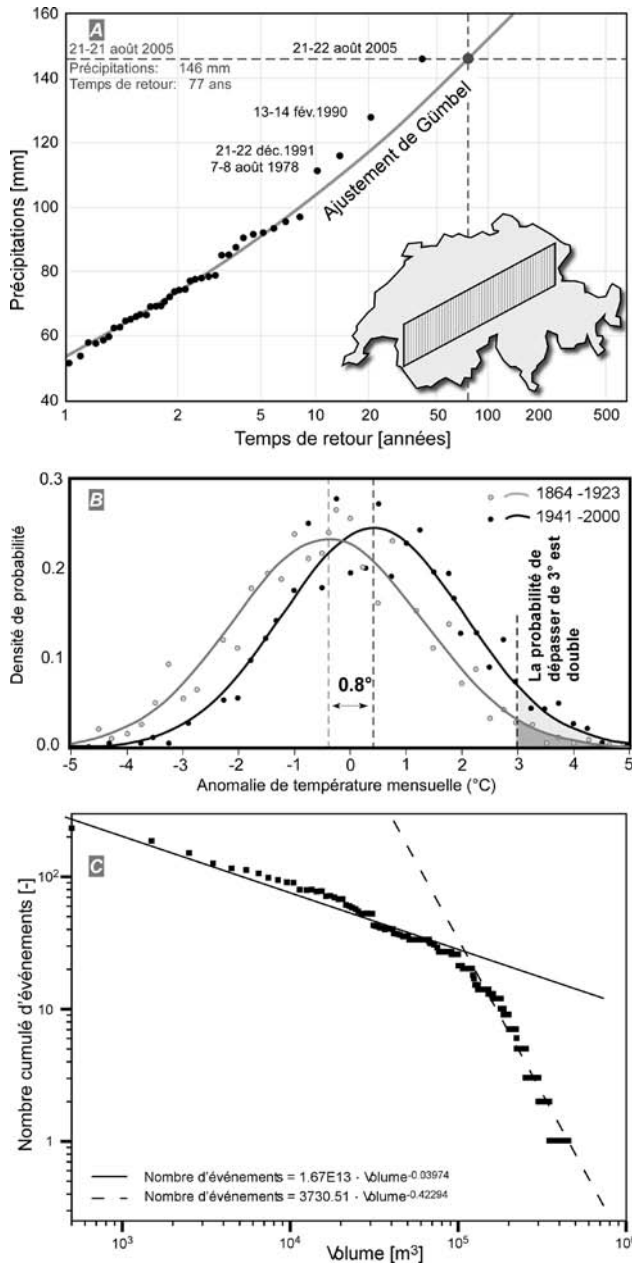 A
21-21 août 2005
Précipitations: 146 mm
Temps de retour: 77 ans
21-22 août 2005
13-14 fév.1990
21-22 déc.1991
7-8 août 1978
Ajustement de Gümbel
Précipitations [mm]
160
140
120
100
80
60
40
1 2 5 10 20 50 100 200 500
Temps de retour [années]
B
1864 -1923
1941 -2000
La probabilité de
dépasser de 3° est
double
0.8°
Densité de probabilité
0.3
0.2
0.1
0.0
-5 -4 -3 -2 -1 0 1 2 3 4 5
Anomalie de température mensuelle (°C)
C
Nombre cumulé d'événements [-]
10²
10
1
Nombre d'événements = 1.67E13 · Volume-0.03974
Nombre d'événements = 3730.51 · Volume-0.42294
10³ 10⁴ 10⁵ 10⁶
Volume [m³]